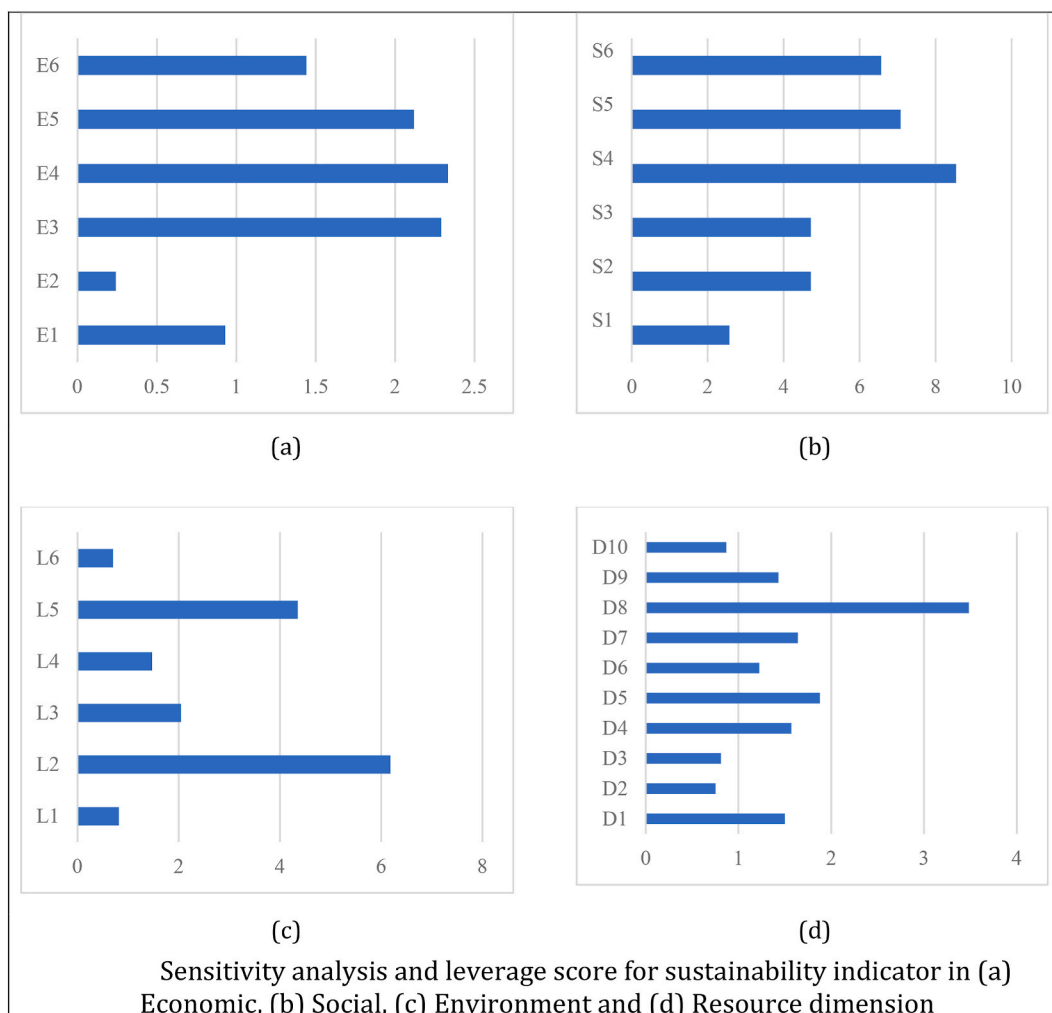 E6
E5
E4
E3
E2
E1
0 0.5 1 1.5 2 2.5
(a)
S6
S5
S4
S3
S2
S1
0 2 4 6 8 10
(b)
L6
L5
L4
L3
L2
L1
0 2 4 6 8
(c)
D10
D9
D8
D7
D6
D5
D4
D3
D2
D1
0 1 2 3 4
(d)
Sensitivity analysis and leverage score for sustainability indicator in (a)
Economic, (b) Social, (c) Environment and (d) Resource dimension